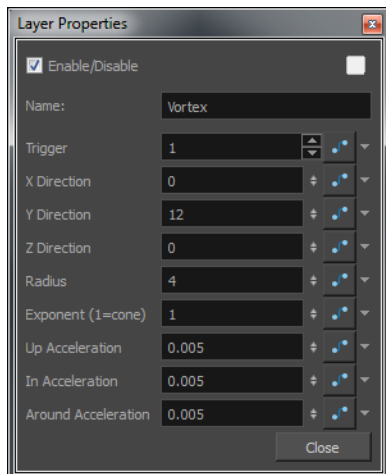 Layer Properties
Enable/Disable
Name: Vortex
Trigger 1
X Direction 0
Y Direction 12
Z Direction 0
Radius 4
Exponent (1=cone) 1
Up Acceleration 0.005
In Acceleration 0.005
Around Acceleration 0.005
Close